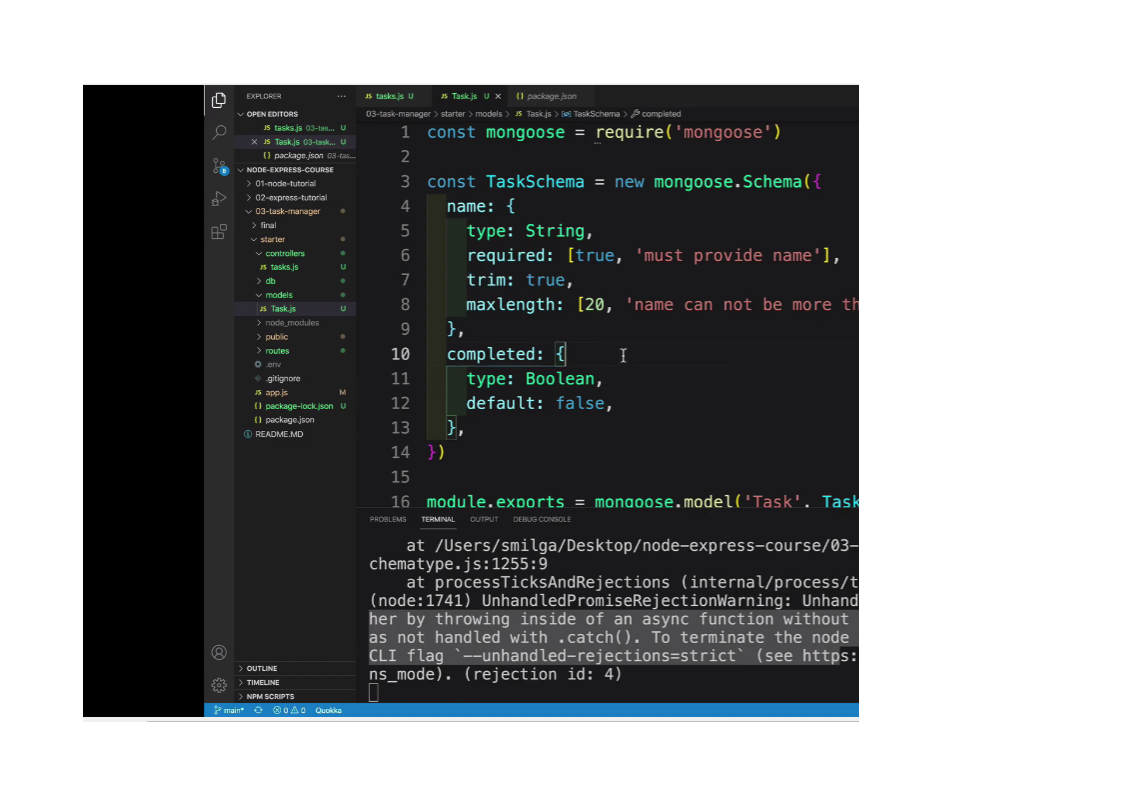 EXPLORER ...
OPEN EDITORS
JS tasks.js 03-tas... U
X JS Task.js 03-task... U
{} package.json 03-tas...
NODE-EXPRESS-COURSE
> 01-node-tutorial
> 02-express-tutorial
03-task-manager
> final
starter
controllers
JS tasks.js U
> db
models
JS Task.js U
> node_modules
> public
> routes
.env
.gitignore
JS app.js M
{} package-lock.json U
{} package.json
README.MD
> OUTLINE
> TIMELINE
> NPM SCRIPTS
JS tasks.js U JS Task.js U X {} package.json
03-task-manager > starter > models > JS Task.js > TaskSchema > completed
1 const mongoose = require('mongoose')
2
3 const TaskSchema = new mongoose.Schema({
4 name: {
5 type: String,
6 required: [true, 'must provide name'],
7 trim: true,
8 maxlength: [20, 'name can not be more th
9 },
10 completed: {
11 type: Boolean,
12 default: false,
13 },
14 })
15
16 module.exports = mongoose.model('Task', Task
PROBLEMS TERMINAL OUTPUT DEBUG CONSOLE
at /Users/smilga/Desktop/node-express-course/03-
chematype.js:1255:9
at processTicksAndRejections (internal/process/t
(node:1741) UnhandledPromiseRejectionWarning: Unhand
her by throwing inside of an async function without
as not handled with .catch(). To terminate the node
CLI flag `--unhandled-rejections=strict` (see https:
ns_mode). (rejection id: 4)
main* 0 0 Quokka